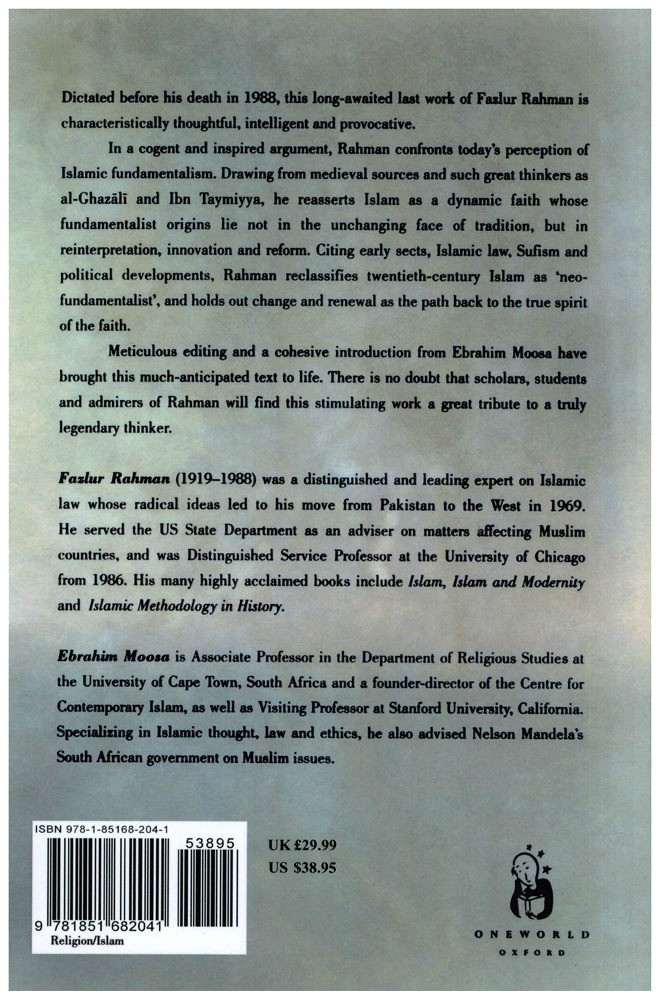 Dictated before his death in 1988, this long-awaited last work of Fazlur Rahman is
characteristically thoughtful, intelligent and provocative.
In a cogent and inspired argument, Rahman confronts today's perception of
Islamic fundamentalism. Drawing from medieval sources and such great thinkers as
al-Ghazālī and Ibn Taymiyya, he reasserts Islam as a dynamic faith whose
fundamentalist origins lie not in the unchanging face of tradition, but in
reinterpretation, innovation and reform. Citing early sects, Islamic law, Sufism and
political developments, Rahman reclassifies twentieth-century Islam as 'neo-
fundamentalist', and holds out change and renewal as the path back to the true spirit
of the faith.
Meticulous editing and a cohesive introduction from Ebrahim Moosa have
brought this much-anticipated text to life. There is no doubt that scholars, students
and admirers of Rahman will find this stimulating work a great tribute to a truly
legendary thinker.
Fazlur Rahman (1919–1988) was a distinguished and leading expert on Islamic
law whose radical ideas led to his move from Pakistan to the West in 1969.
He served the US State Department as an adviser on matters affecting Muslim
countries, and was Distinguished Service Professor at the University of Chicago
from 1986. His many highly acclaimed books include Islam, Islam and Modernity
and Islamic Methodology in History.
Ebrahim Moosa is Associate Professor in the Department of Religious Studies at
the University of Cape Town, South Africa and a founder-director of the Centre for
Contemporary Islam, as well as Visiting Professor at Stanford University, California.
Specializing in Islamic thought, law and ethics, he also advised Nelson Mandela's
South African government on Muslim issues.
ISBN 978-1-85168-204-1
53895
9 781851 682041
Religion/Islam
UK £29.99
US $38.95
ONEWORLD
OXFORD